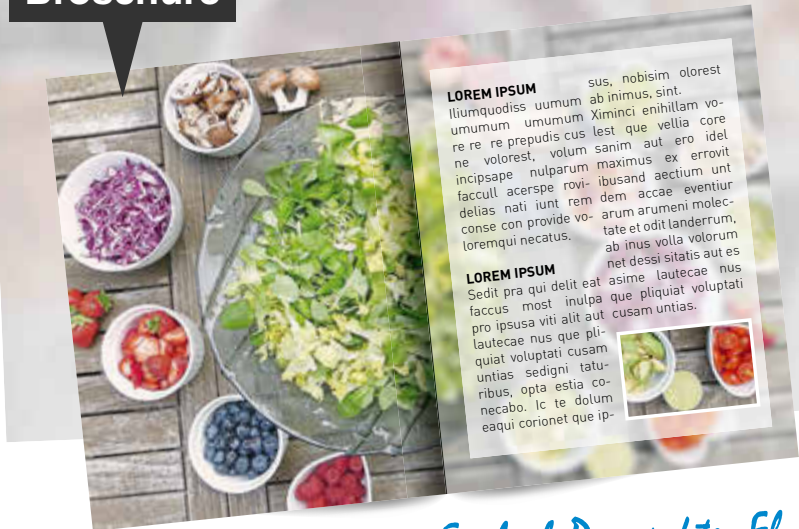 Brochure
LOREM IPSUM
Iliumquodiss uumum
umumum umumum
re re re prepudis cus
ne volorest, volum
incipsape nulparum
faccull acerspe rovi-
delias nati iunt rem
conse con provide vo-
loremqui necatus.
LOREM IPSUM
Sedit pra qui delit eat
faccus most inulpa
pro ipsusa viti alit aut
lautecae nus que pli-
quiat voluptati cusam
untias sedigni tatu-
ribus, opta estia co-
necabo. Ic te dolum
eaqui corionet que ip-
sus, nobisim olorest
ab inimus, sint.
Ximinci enihillam vo-
lest que vellia core
sanim aut ero idel
maximus ex errovit
ibusand aectium unt
dem accae eventiur
arum arumeni molec-
tate et odit landerrum,
ab inus volla volorum
net dessi sitatis aut es
asime lautecae nus
que pliquiat voluptati
cusam untias.